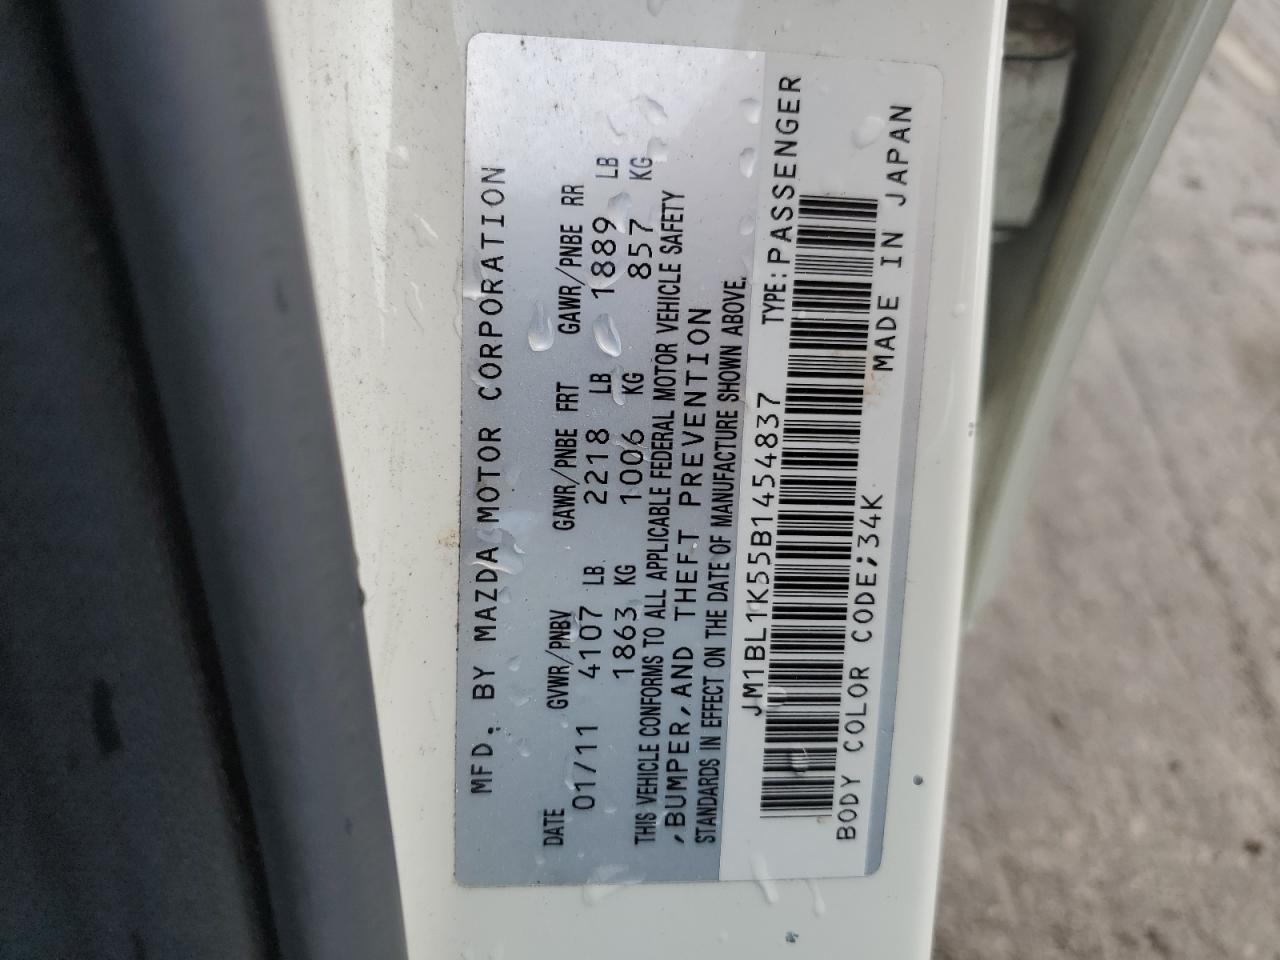 MFD. BY MAZDA MOTOR CORPORATION
DATE GVWR/PNBV GAWR/PNBE FRT GAWR/PNBE RR
01/11 4107 LB 2218 LB 1889 LB
1863 KG 1006 KG 857 KG
THIS VEHICLE CONFORMS TO ALL APPLICABLE FEDERAL MOTOR VEHICLE SAFETY
,BUMPER,AND THEFT PREVENTION
STANDARDS IN EFFECT ON THE DATE OF MANUFACTURE SHOWN ABOVE.
JM1BL1K55B1454837 TYPE:PASSENGER
BODY COLOR CODE;34K MADE IN JAPAN